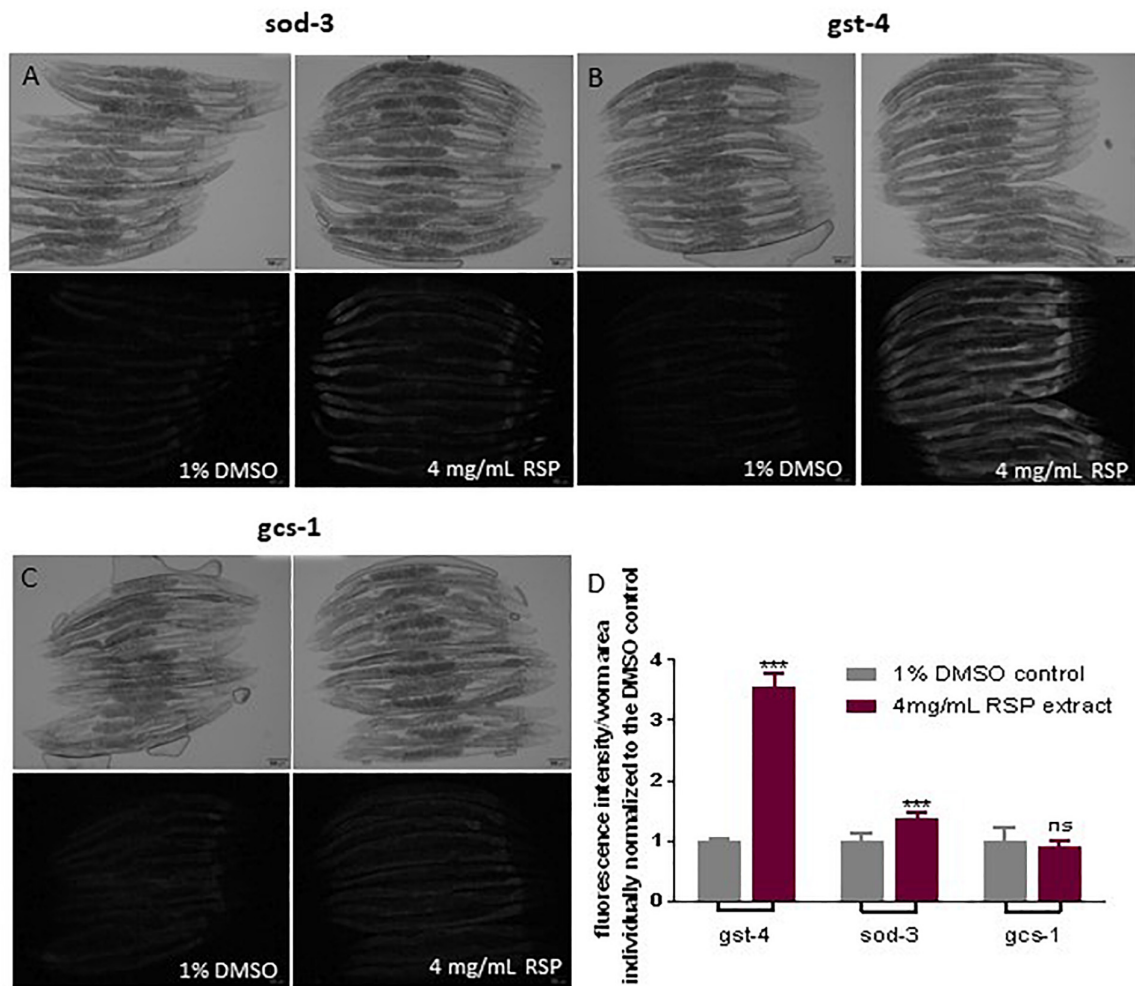 sod-3
gst-4
A
B
1% DMSO
4 mg/mL RSP
1% DMSO
4 mg/mL RSP
gcs-1
C
1% DMSO
4 mg/mL RSP
D
fluorescence intensity/worm area
individually normalized to the DMSO control
4
3
2
1
0
***
***
ns
1% DMSO control
4mg/mL RSP extract
gst-4
sod-3
gcs-1